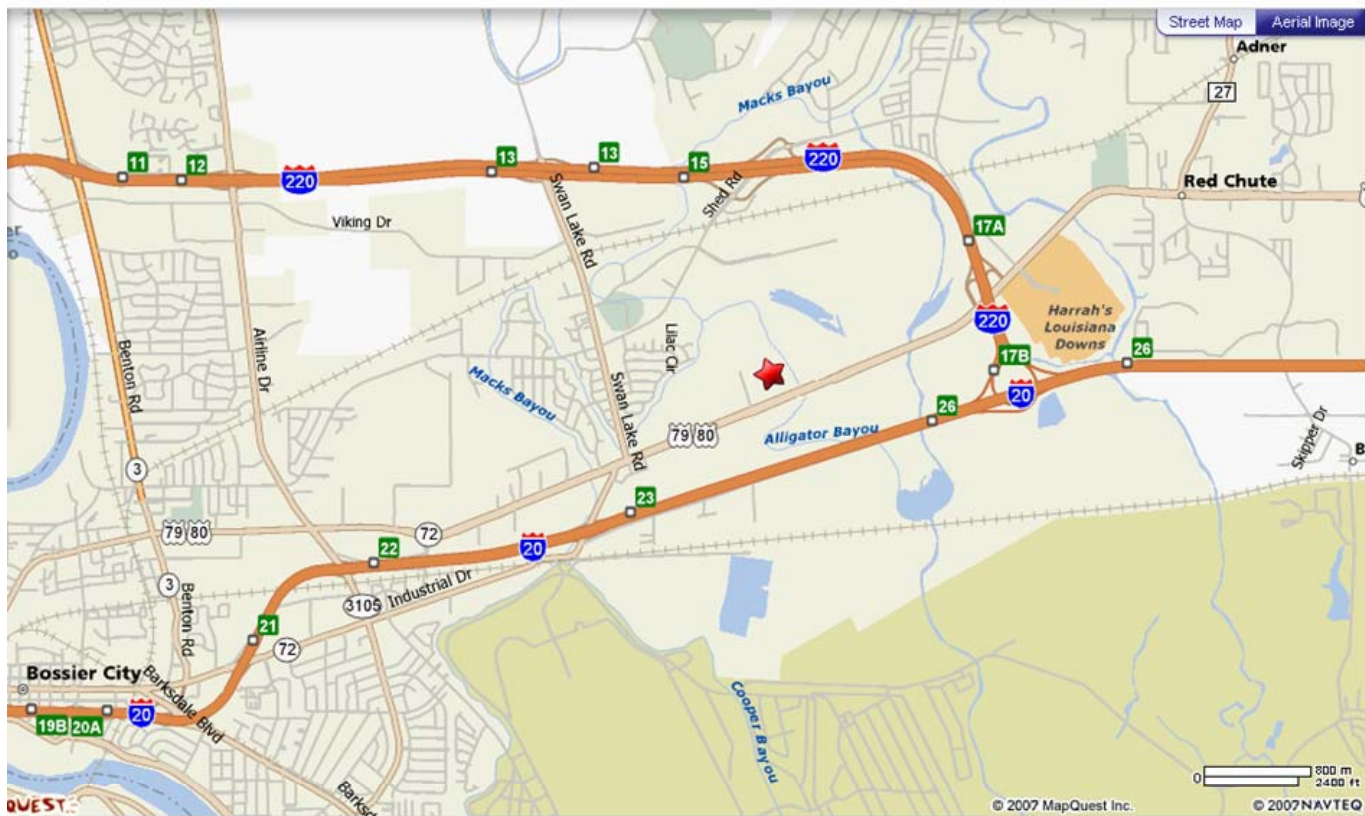 Street Map
Aerial Image
Adner
27
Macks Bayou
11
12
220
13
13
15
220
Shed Rd
Swan Lake Rd
Red Chute
Viking Dr
17A
Harrah's
Louisiana
Downs
220
Airline Dr
Benton Rd
Lilac Cir
17B
26
20
Macks Bayou
Swan Lake Rd
26
79
80
Alligator Bayou
Skipper Dr
B
3
23
79
80
72
20
22
3
Benton Rd
3105
Industrial Dr
21
72
Bossier City
Barksdale Blvd
Cooper Bayou
19B
20A
20
Barksd
0
800 m
2400 ft
QUEST
© 2007 MapQuest Inc.
© 2007 NAVTEQ